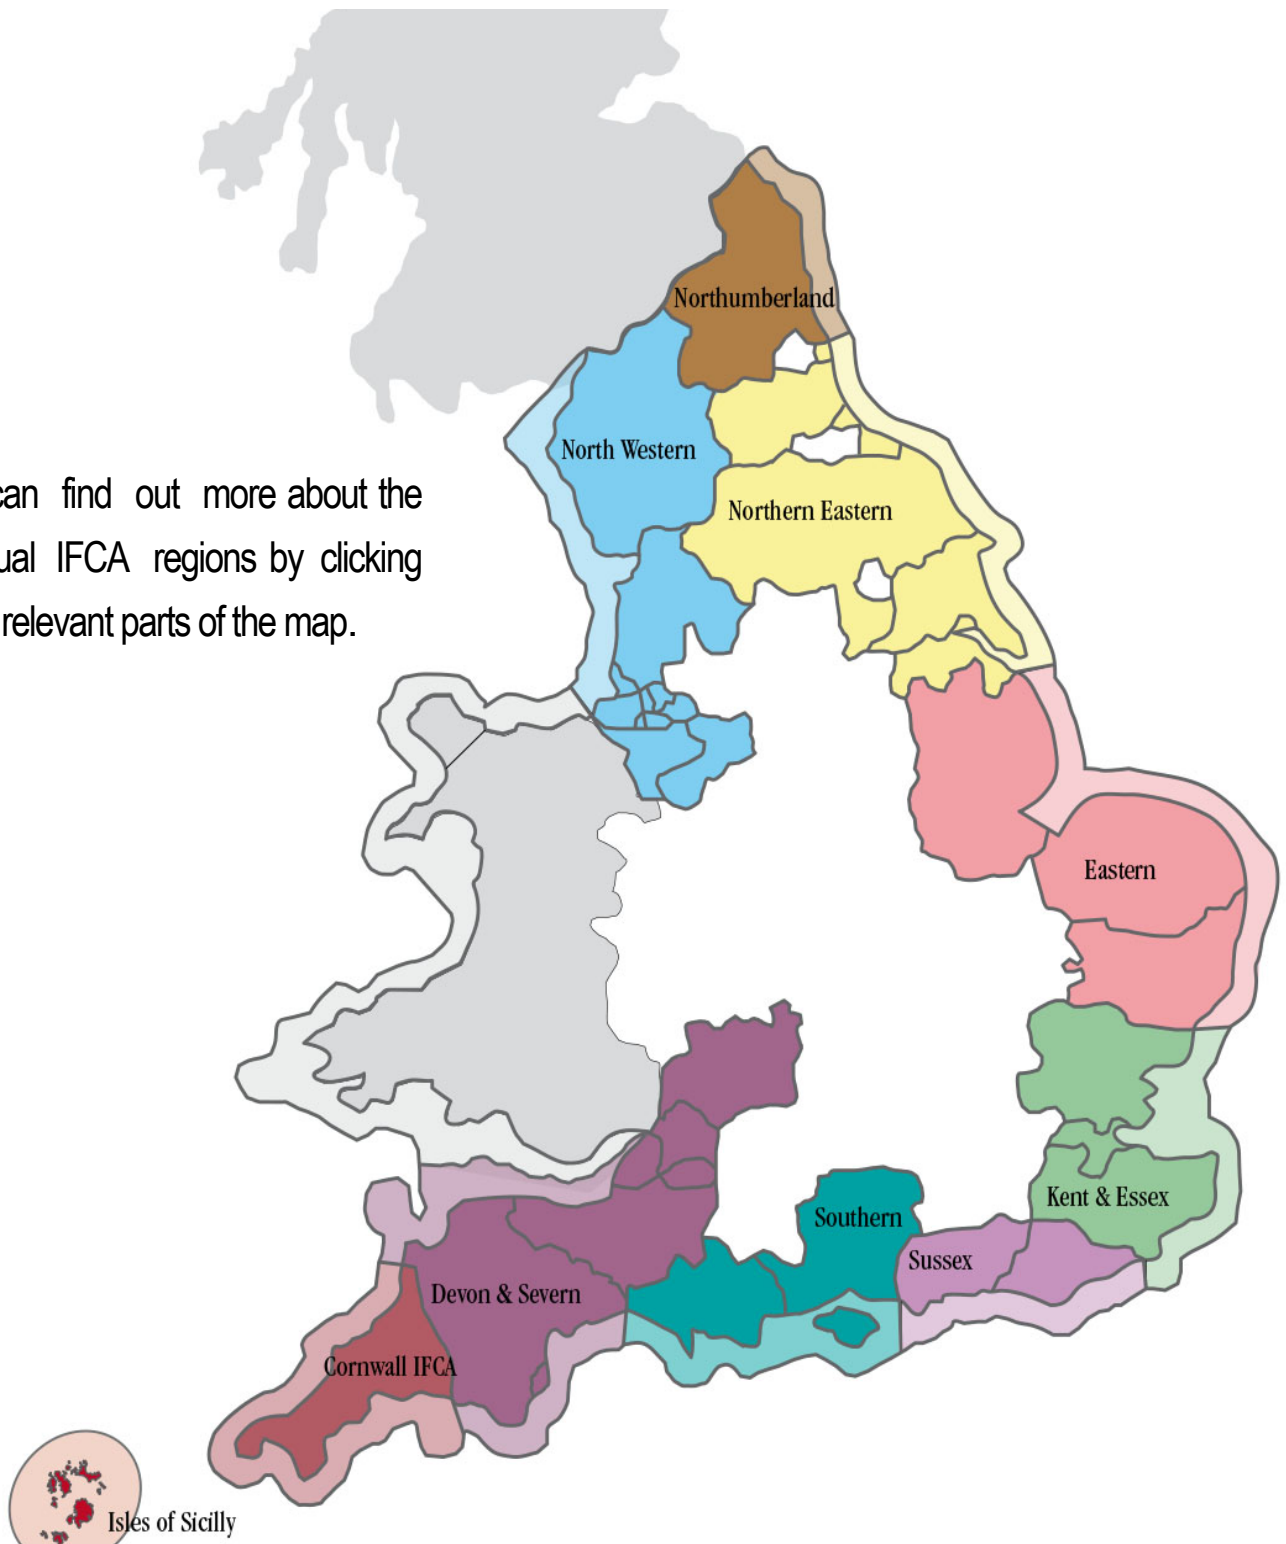 Northumberland
North Western
can find out more about the
Northern Eastern
ual IFCA regions by clicking
relevant parts of the map.
Eastern
Kent & Essex
Southern
Sussex
Devon & Severn
Cornwall IFCA
Isles of Sicilly